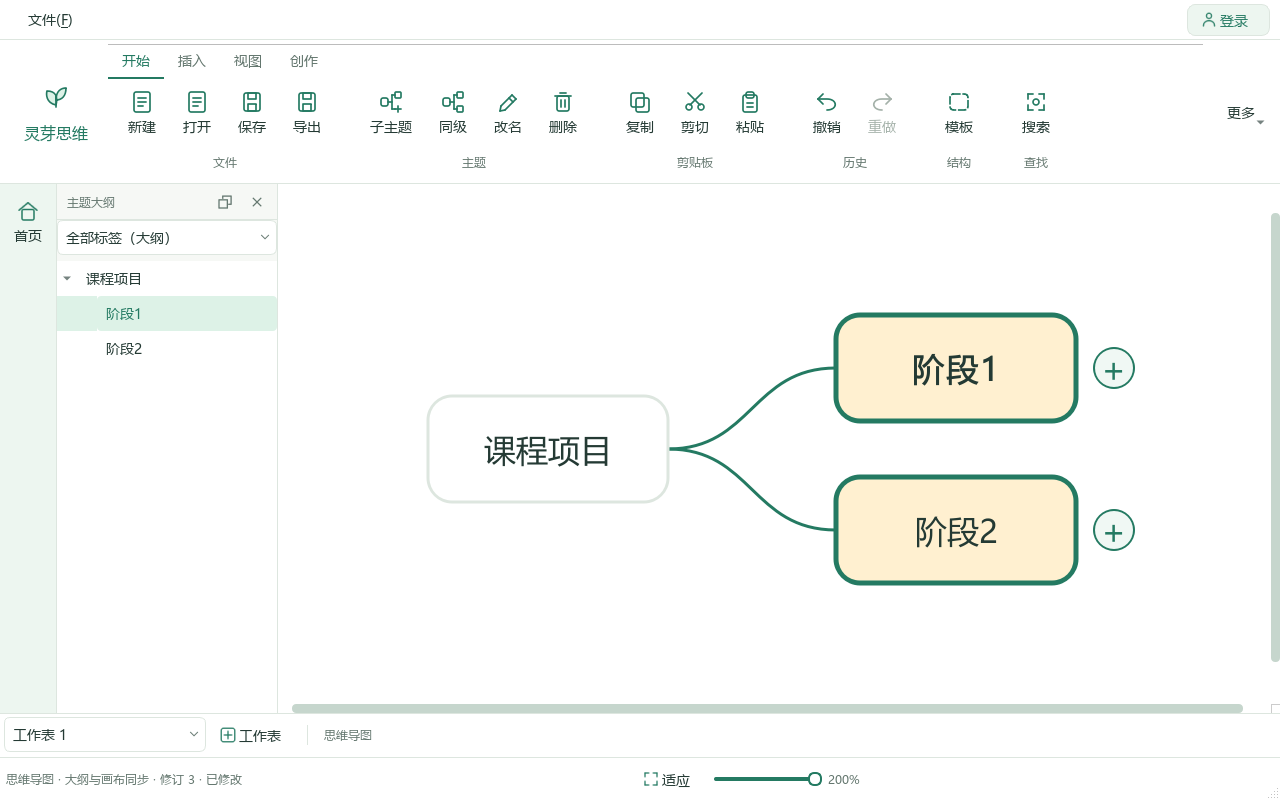 文件(F)
登录
灵芽思维
开始 插入 视图 创作
新建 打开 保存 导出 子主题 同级 改名 删除 复制 剪切 粘贴 撤销 重做 模板 搜索 更多
文件 主题 剪贴板 历史 结构 查找
首页
主题大纲
全部标签（大纲）
课程项目
阶段1
阶段2
课程项目
阶段1
阶段2
工作表 1 工作表 思维导图
思维导图 · 大纲与画布同步 · 修订 3 · 已修改 适应 200%